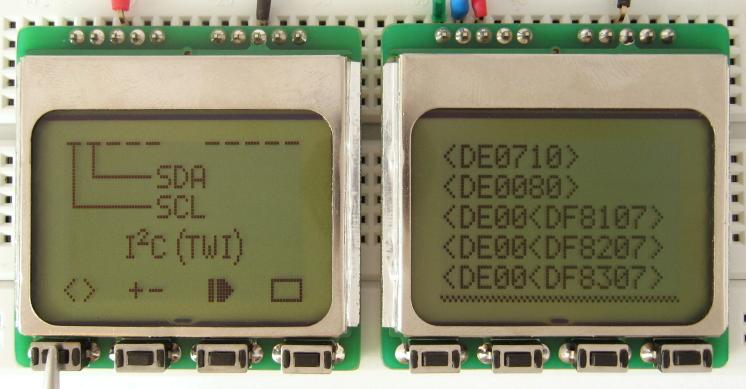 SDA
SCL
I²C (TWI)
<> +-
<DE0710>
<DE0080>
<DE00<DF8107>
<DE00<DF8207>
<DE00<DF8307>